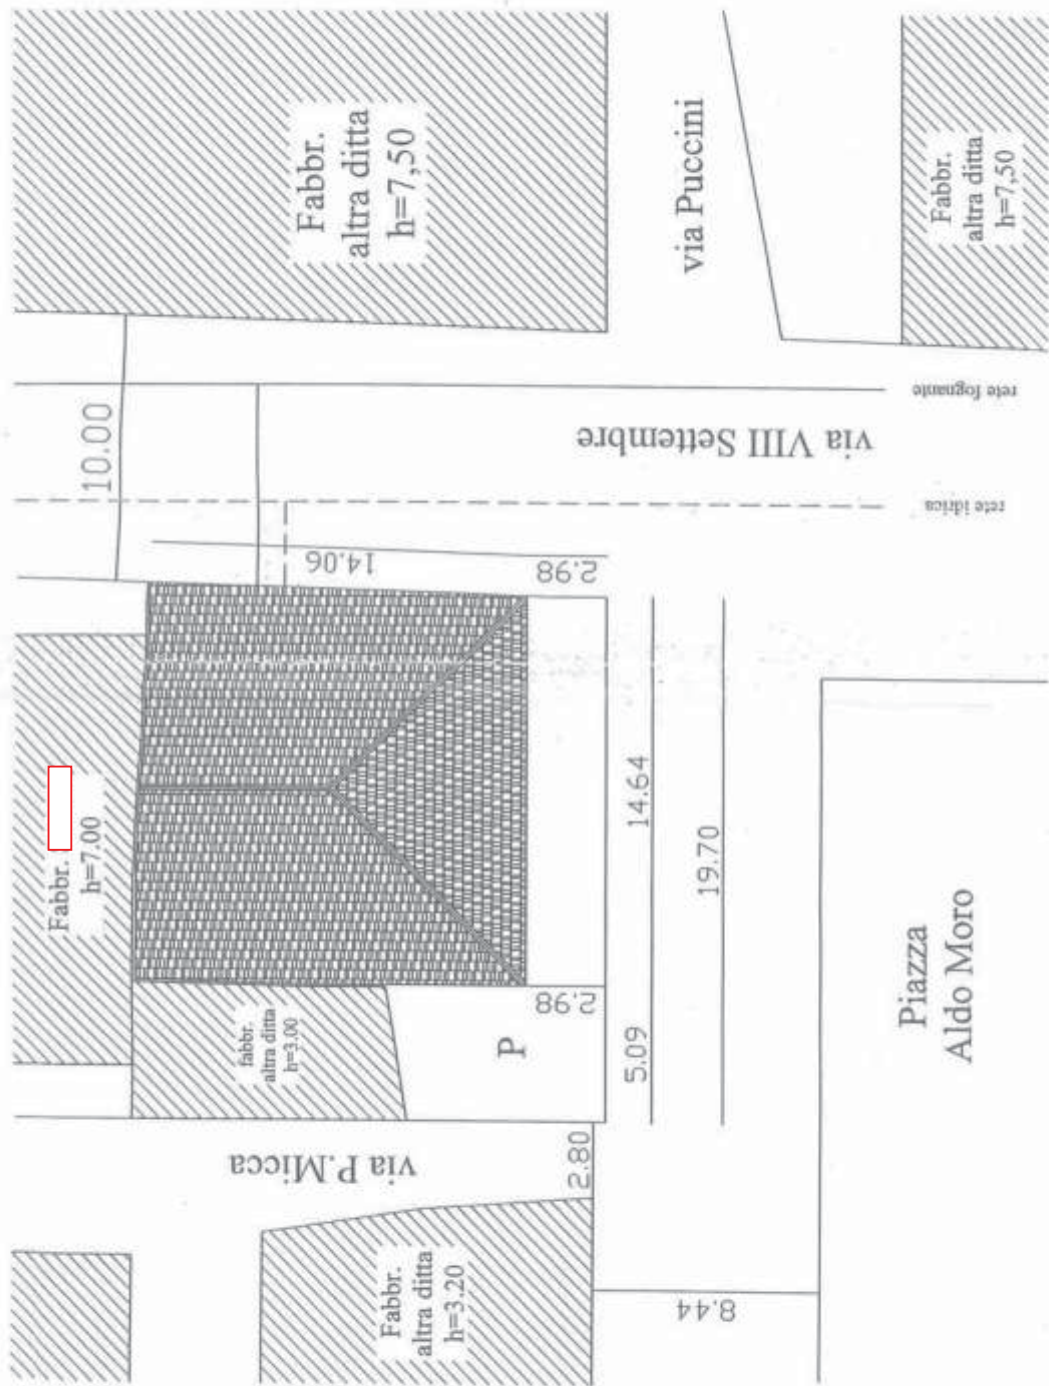 Fabbr.
altra ditta
h=7,50
via Puccini
Fabbr.
altra ditta
h=7,50
10.00
via VIII Settembre
rete fognante
rete idrica
14.06
2.98
Fabbr.
h=7.00
14.64
19.70
fabbr.
altra ditta
h=3.00
P
2.98
5.09
Piazza
Aldo Moro
via P.Micca
2.80
Fabbr.
altra ditta
h=3.20
8.44